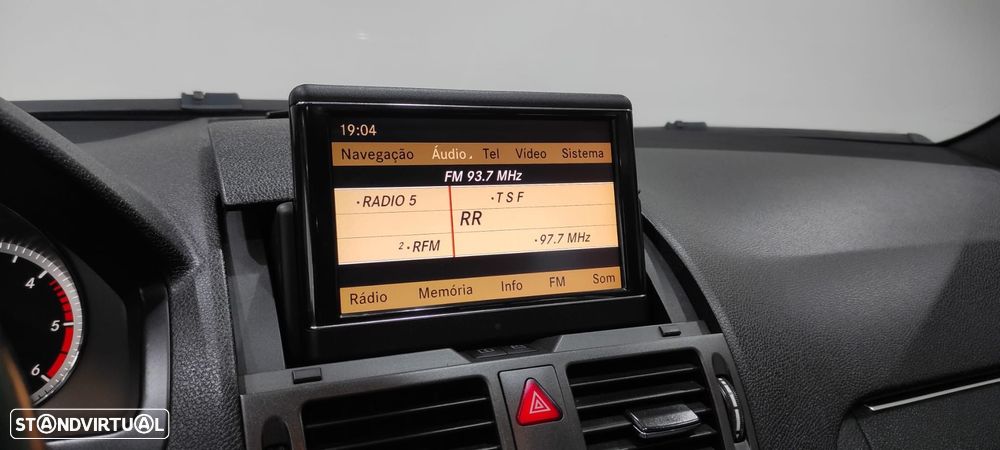 19:04
Navegação Áudio Tel Vídeo Sistema
FM 93.7 MHz
•RADIO 5 •TSF
RR
2•RFM •97.7 MHz
Rádio Memória Info FM Som
4
5
6
STANDVIRTUAL